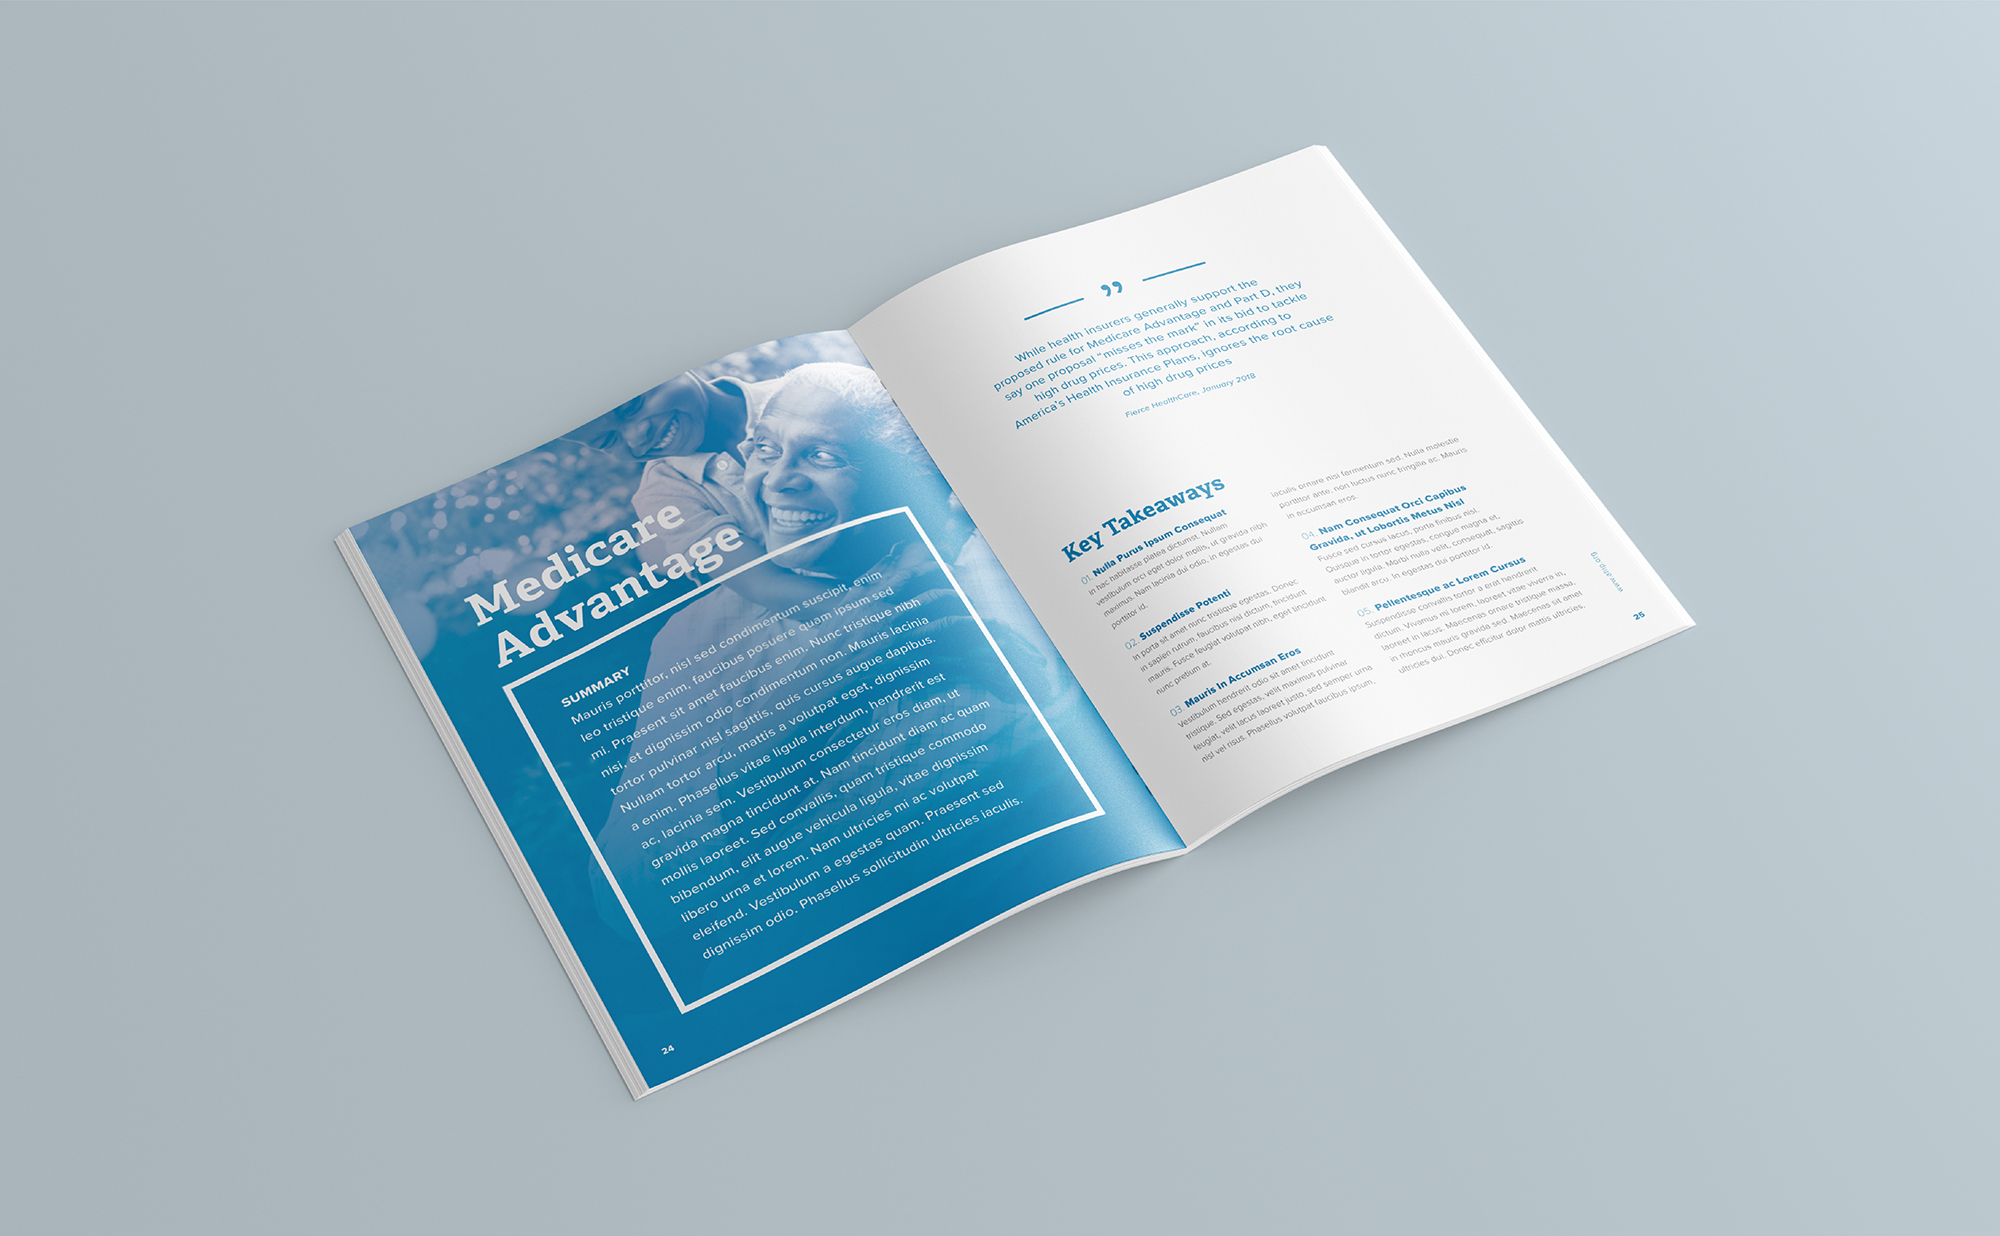 Medicare
Advantage
SUMMARY
Mauris porttitor, nisl sed condimentum suscipit, enim
leo tristique enim, faucibus posuere quam ipsum sed
mi. Praesent sit amet faucibus enim. Nunc tristique nibh
nisi, et dignissim odio condimentum non. Mauris lacinia
tortor pulvinar nisl sagittis, quis cursus augue dapibus.
Nullam tortor arcu, mattis a volutpat eget, dignissim
a enim. Phasellus vitae ligula interdum, hendrerit est
ac, lacinia sem. Vestibulum consectetur eros diam, ut
gravida magna tincidunt at. Nam tincidunt diam ac quam
mollis laoreet. Sed convallis, quam tristique commodo
bibendum, elit augue vehicula ligula, vitae dignissim
libero urna et lorem. Nam ultricies mi ac volutpat
eleifend. Vestibulum a egestas quam. Praesent sed
dignissim odio. Phasellus sollicitudin ultricies iaculis.
24
”
While health insurers generally support the
proposed rule for Medicare Advantage and Part D, they
say one proposal “misses the mark” in its bid to tackle
high drug prices. This approach, according to
America’s Health Insurance Plans, ignores the root cause
of high drug prices
Fierce HealthCare, January 2018
Key Takeaways
01. Nulla Purus Ipsum Consequat
In hac habitasse platea dictumst. Nullam
vestibulum orci eget dolor mollis, ut gravida nibh
maximus. Nam lacinia dui odio, in egestas dui
porttitor id.
02. Suspendisse Potenti
In porta sit amet nunc tristique egestas. Donec
in sapien rutrum, faucibus nisl dictum, tincidunt
mauris. Fusce feugiat volutpat nibh, eget tincidunt
nunc pretium at.
03. Mauris In Accumsan Eros
Vestibulum hendrerit odio sit amet tincidunt
tristique. Sed egestas, velit maximus pulvinar
feugiat, velit lacus laoreet justo, sed semper urna
nisl vel risus. Phasellus volutpat faucibus ipsum,
iaculis ornare nisi fermentum sed. Nulla molestie
porttitor ante, non luctus nunc fringilla ac. Mauris
in accumsan eros.
04. Nam Consequat Orci Capibus
Gravida, ut Lobortis Metus Nisl
Fusce sed cursus lacus, porta finibus nisl.
Quisque in tortor egestas, congue magna et,
auctor ligula. Morbi nulla velit, consequat, sagittis
blandit arcu. In egestas dui porttitor id.
05. Pellentesque ac Lorem Cursus
Suspendisse convallis tortor a erat hendrerit
dictum. Vivamus mi lorem, laoreet vitae viverra in,
laoreet in lacus. Maecenas ornare tristique massa,
in rhoncus mauris gravida sed. Maecenas sit amet
ultricies dui. Donec efficitur dolor mattis ultricies.
www.ahip.org
25